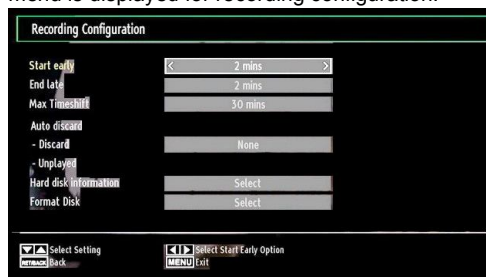 menu is displayed for recording configuration.
Recording Configuration
Start early < 2 mins >
End late 2 mins
Max Timeshift 30 mins
Auto discard
- Discard None
- Unplayed
Hard disk information Select
Format Disk Select
Select Setting Select Start Early Option
RET/BACK Back MENU Exit